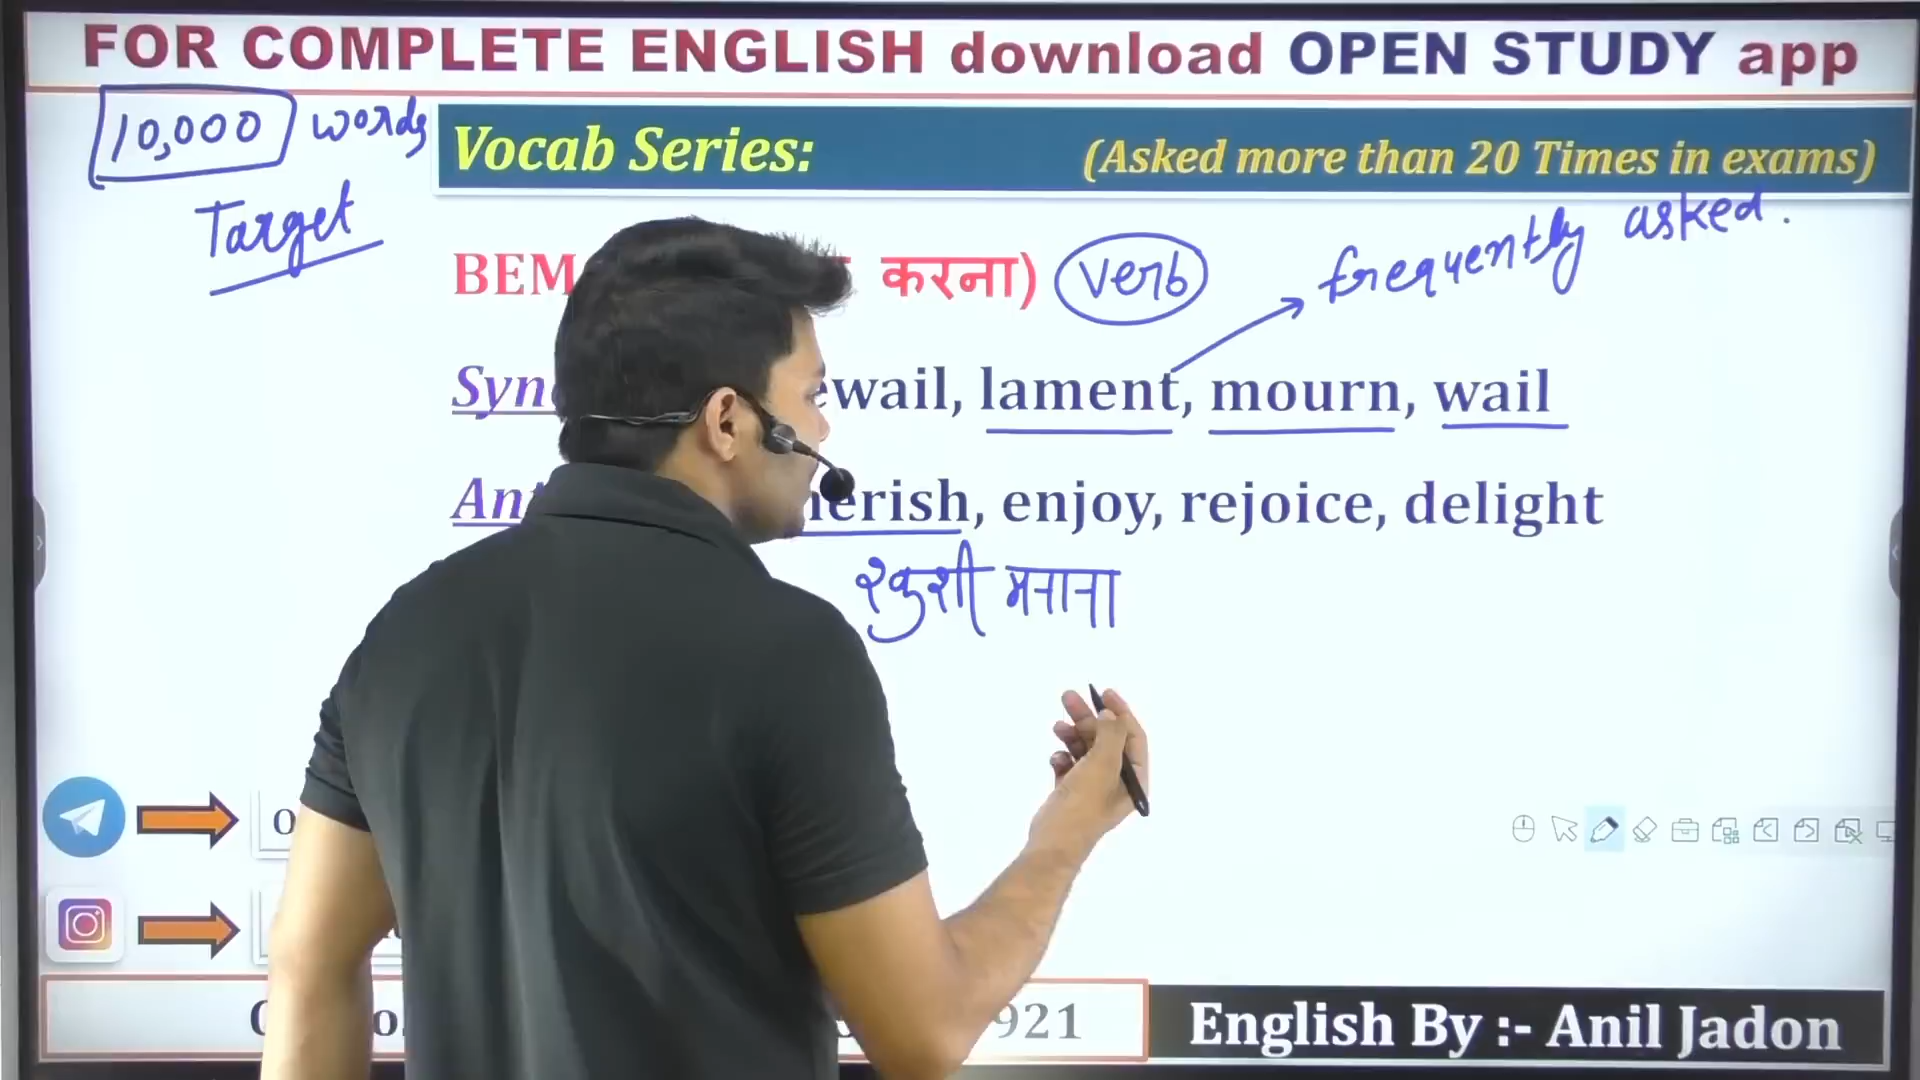 FOR COMPLETE ENGLISH download OPEN STUDY app
10,000 words
Target
Vocab Series: (Asked more than 20 Times in exams)
frequently asked.
BEM करना) Verb
Syn ewail, lament, mourn, wail
Ant herish, enjoy, rejoice, delight
खुशी मनाना
921
English By :- Anil Jadon